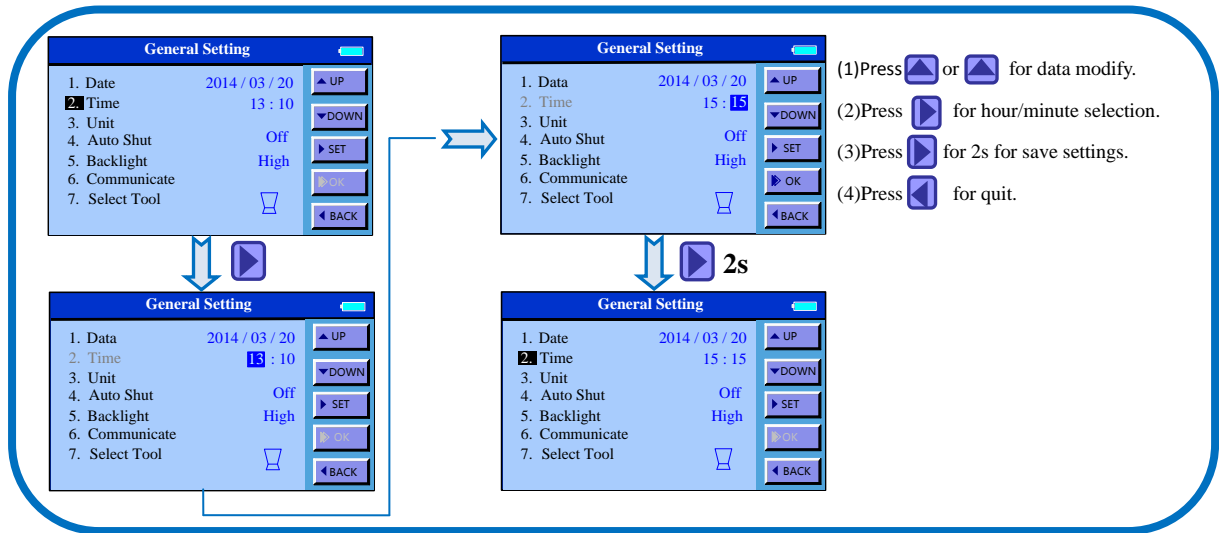 General Setting
1. Date 2014 / 03 / 20
2. Time 13 : 10
3. Unit
4. Auto Shut Off
5. Backlight High
6. Communicate
7. Select Tool
UP
DOWN
SET
OK
BACK
General Setting
1. Data 2014 / 03 / 20
2. Time 15 : 15
3. Unit
4. Auto Shut Off
5. Backlight High
6. Communicate
7. Select Tool
UP
DOWN
SET
OK
BACK
(1)Press or for data modify.
(2)Press for hour/minute selection.
(3)Press for 2s for save settings.
(4)Press for quit.
2s
General Setting
1. Data 2014 / 03 / 20
2. Time 13 : 10
3. Unit
4. Auto Shut Off
5. Backlight High
6. Communicate
7. Select Tool
UP
DOWN
SET
OK
BACK
General Setting
1. Date 2014 / 03 / 20
2. Time 15 : 15
3. Unit
4. Auto Shut Off
5. Backlight High
6. Communicate
7. Select Tool
UP
DOWN
SET
OK
BACK